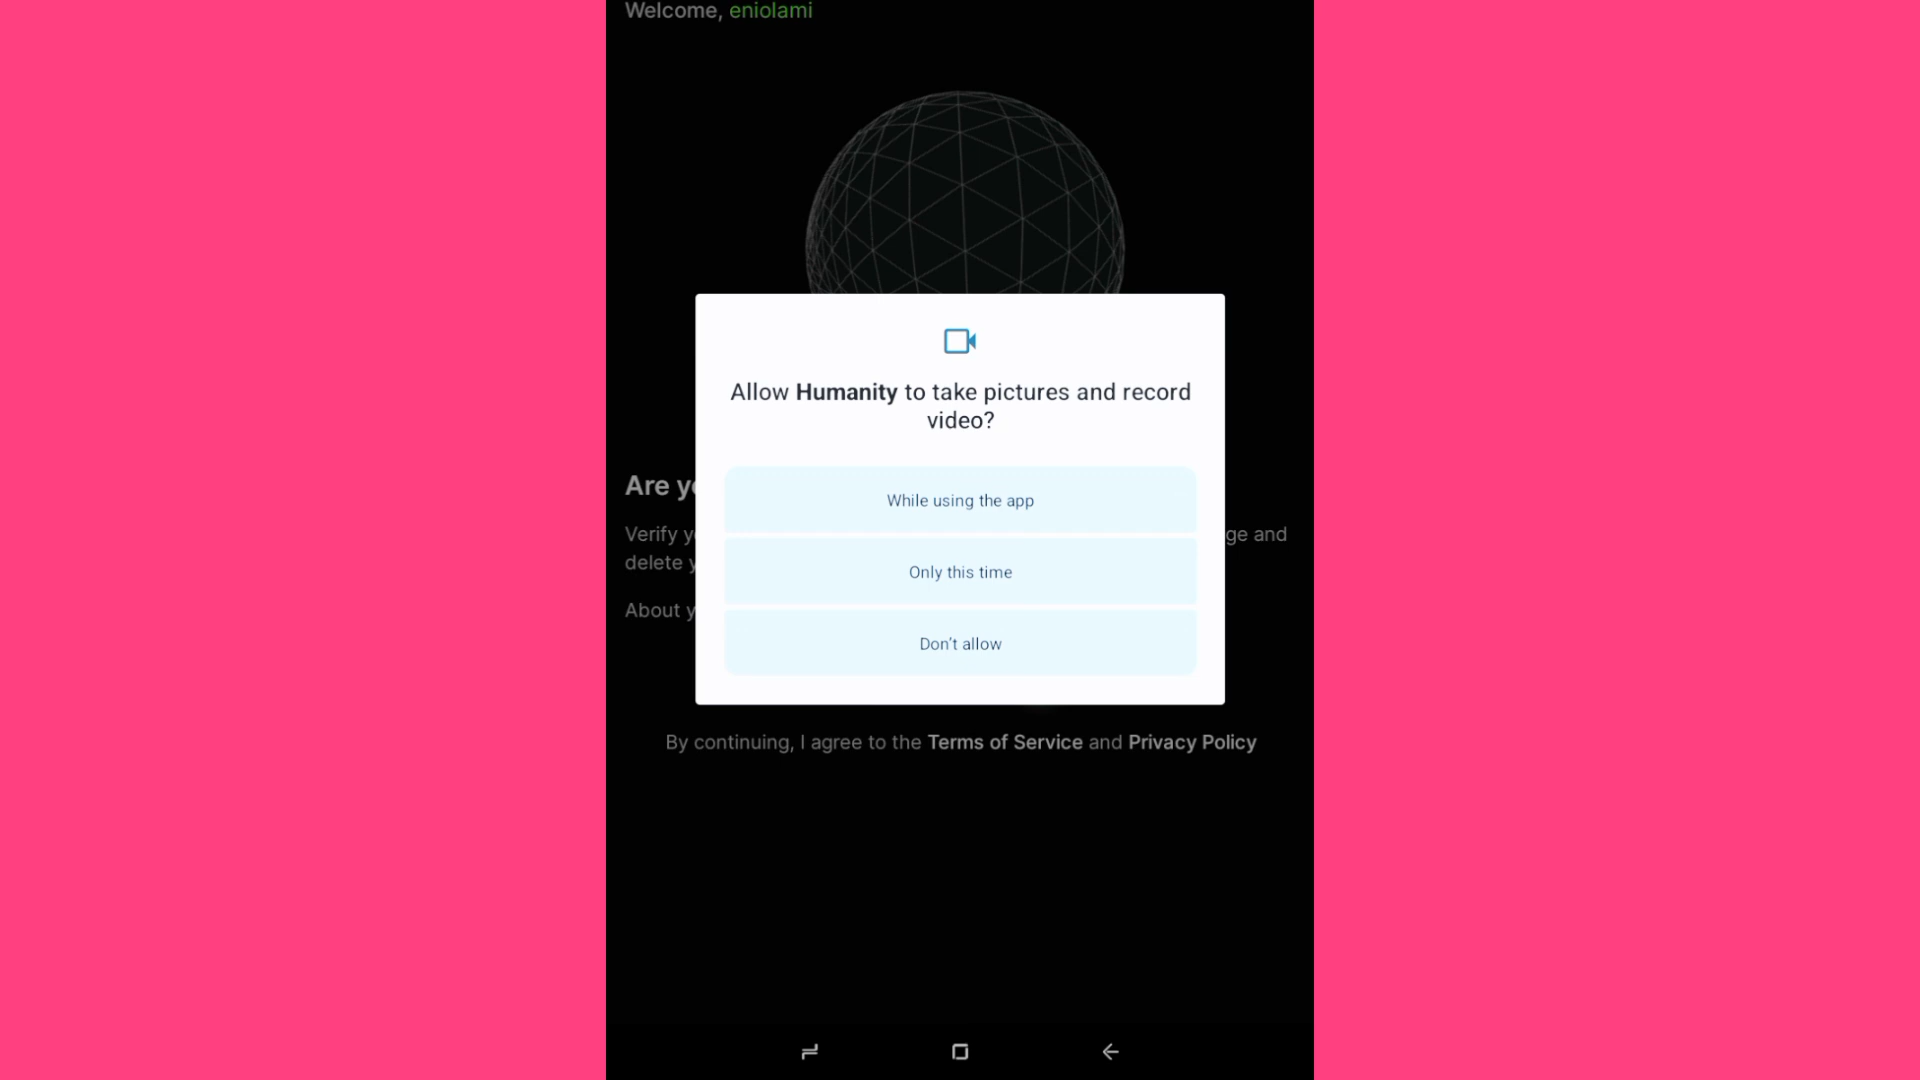 Welcome, eniolami
Allow Humanity to take pictures and record
video?
While using the app
Are
Only this time
Verify
and
delete
Don't allow
About
By continuing, I agree to the Terms of Service and Privacy Policy